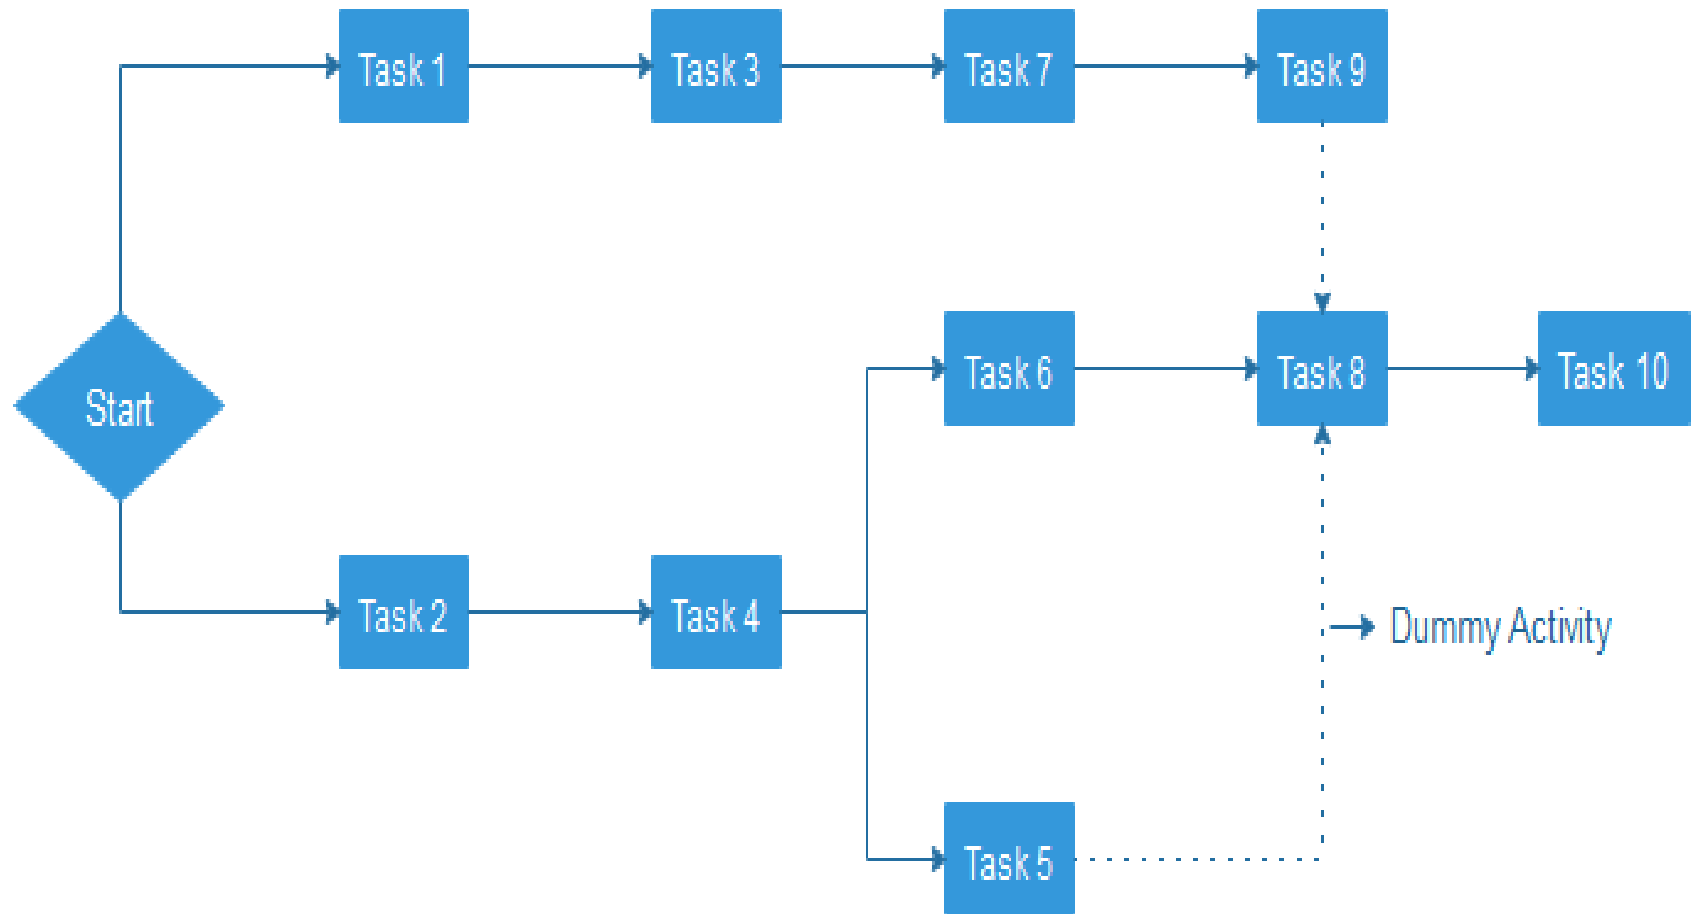 Task 1
Task 3
Task 7
Task 9
Start
Task 6
Task 8
Task 10
Task 2
Task 4
Dummy Activity
Task 5